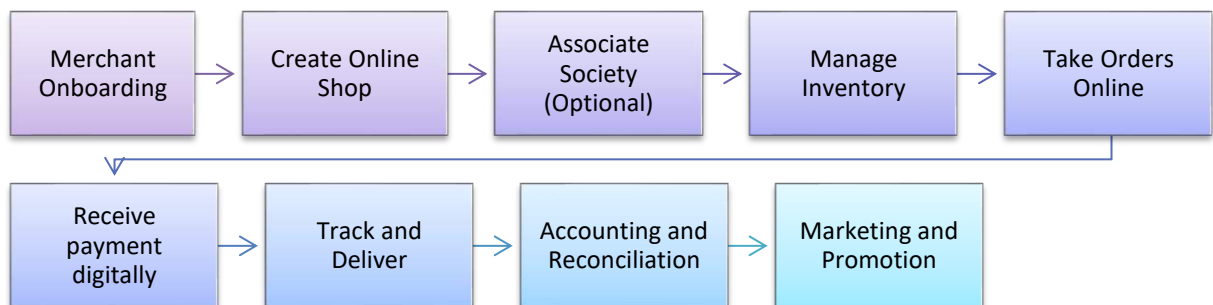 Merchant
Onboarding
Create Online
Shop
Associate
Society
(Optional)
Manage
Inventory
Take Orders
Online
Receive
payment
digitally
Track and
Deliver
Accounting and
Reconciliation
Marketing and
Promotion